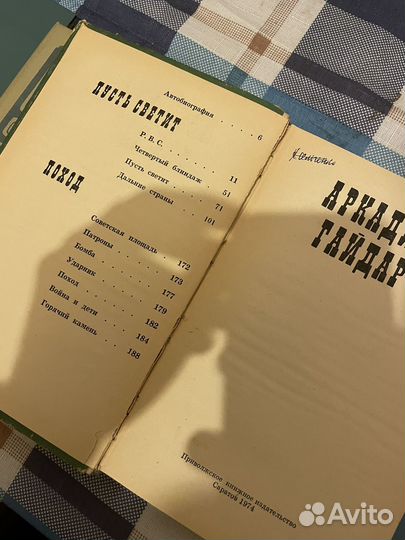 ПУСТЬ СВЕТИТ
Автобиография . . . . . 6
Р.В.С. . . . . . . . 11
Четвертый блиндаж . . 51
Пусть светит . . . . . 71
Дальние страны . . . . 101
ПОХОД
Советская площадь . . 172
Патроны . . . . . . . 173
Бомба . . . . . . . . 177
Ударник . . . . . . . 179
Поход . . . . . . . . 182
Война и дети . . . . . 184
Горячий камень . . . . 188
АРКАДИ
ГАЙДАР
Приволжское книжное издательство
Саратов 1974
Avito